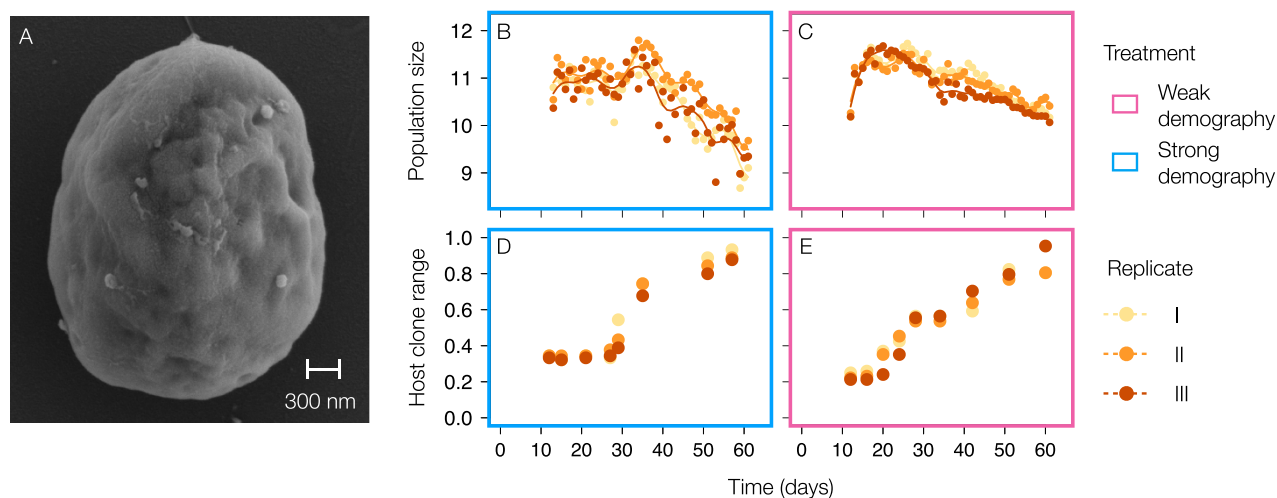 A
300 nm
B
C
Population size
12
11
10
9
Treatment
Weak
demography
Strong
demography
D
E
Host clone range
1.0
0.8
0.6
0.4
0.2
0.0
0 10 20 30 40 50 60
0 10 20 30 40 50 60
Time (days)
Replicate
I
II
III